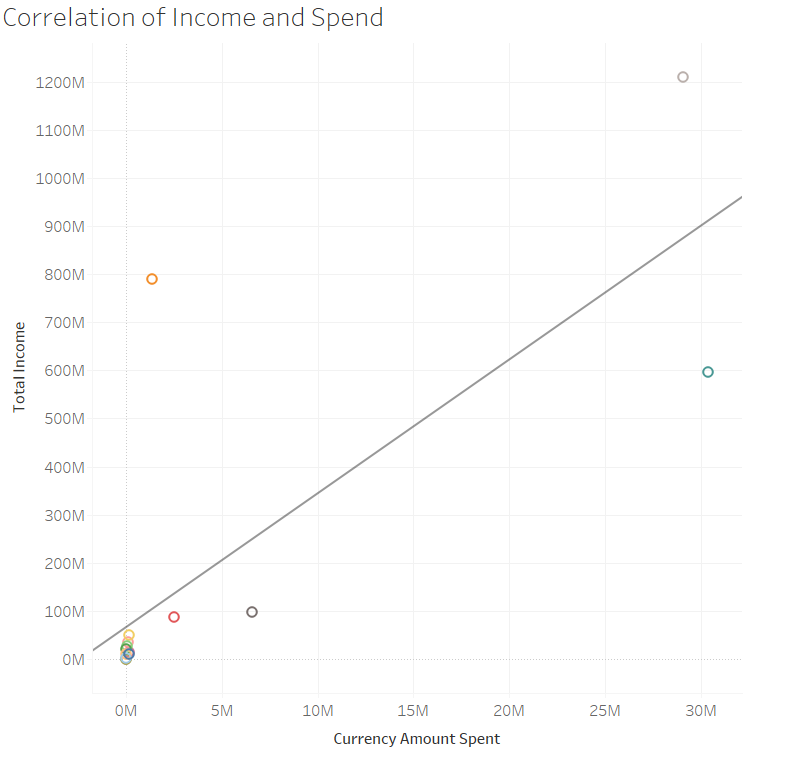 Correlation of Income and Spend
1200M
1100M
1000M
900M
800M
700M
600M
500M
400M
300M
200M
100M
0M
Total Income
0M 5M 10M 15M 20M 25M 30M
Currency Amount Spent